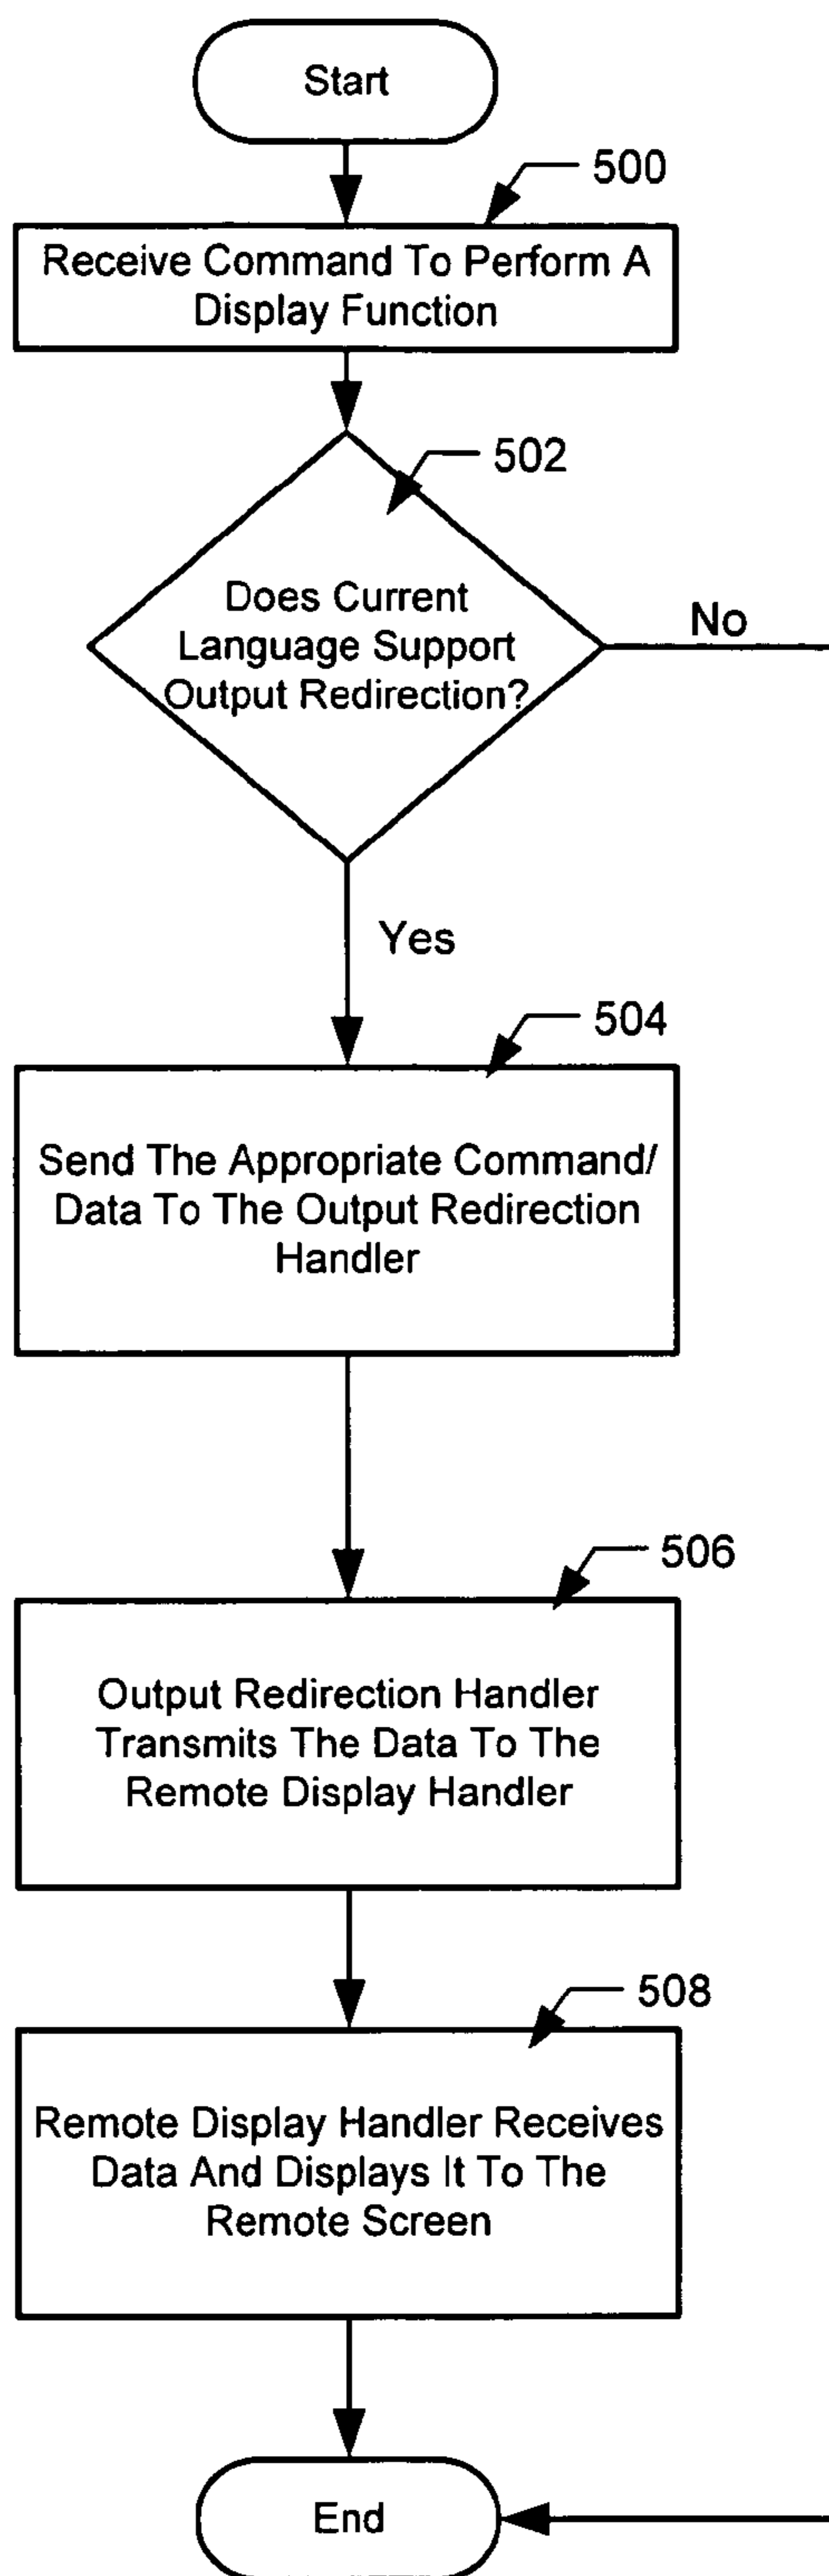 Start
500
Receive Command To Perform A
Display Function
502
Does Current
Language Support
Output Redirection?
No
Yes
504
Send The Appropriate Command/
Data To The Output Redirection
Handler
506
Output Redirection Handler
Transmits The Data To The
Remote Display Handler
508
Remote Display Handler Receives
Data And Displays It To The
Remote Screen
End